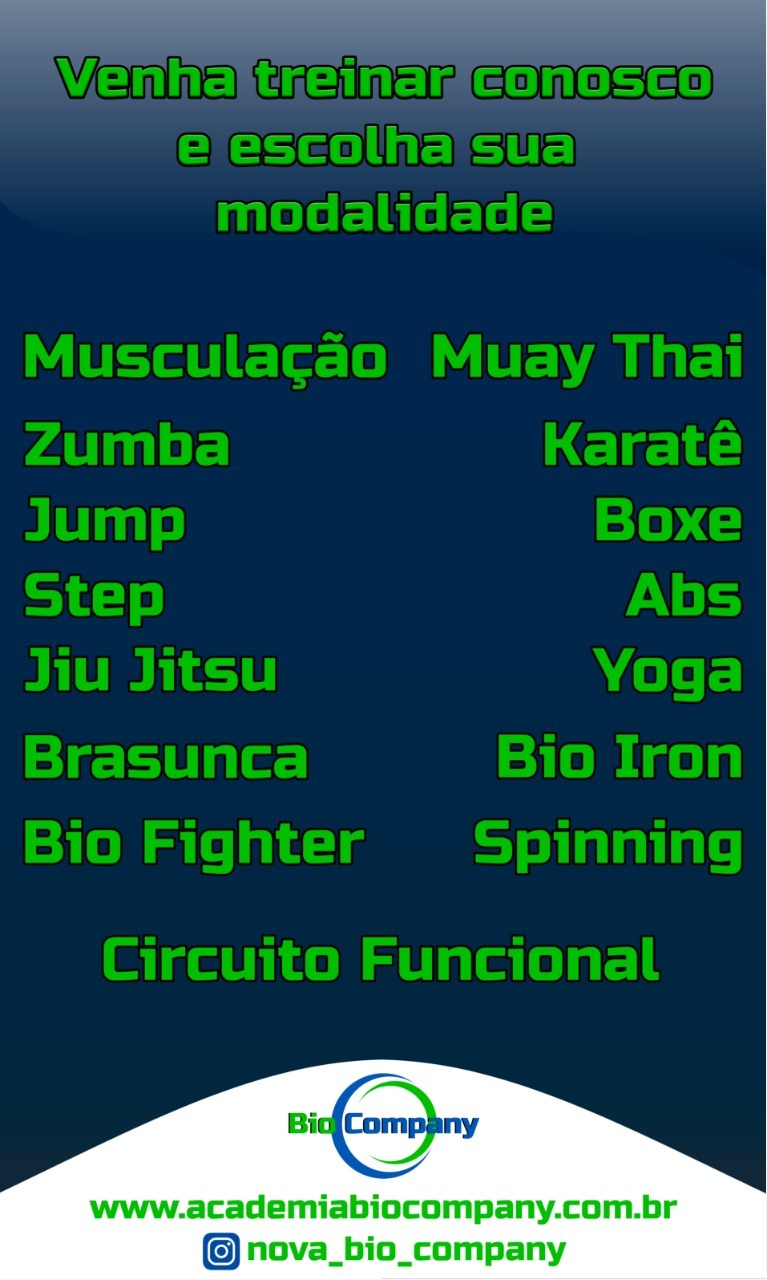 Venha treinar conosco
e escolha sua
modalidade
Musculação Muay Thai
Zumba Karatê
Jump Boxe
Step Abs
Jiu Jitsu Yoga
Brasunca Bio Iron
Bio Fighter Spinning
Circuito Funcional
Bio Company
www.academiabiocompany.com.br
nova_bio_company